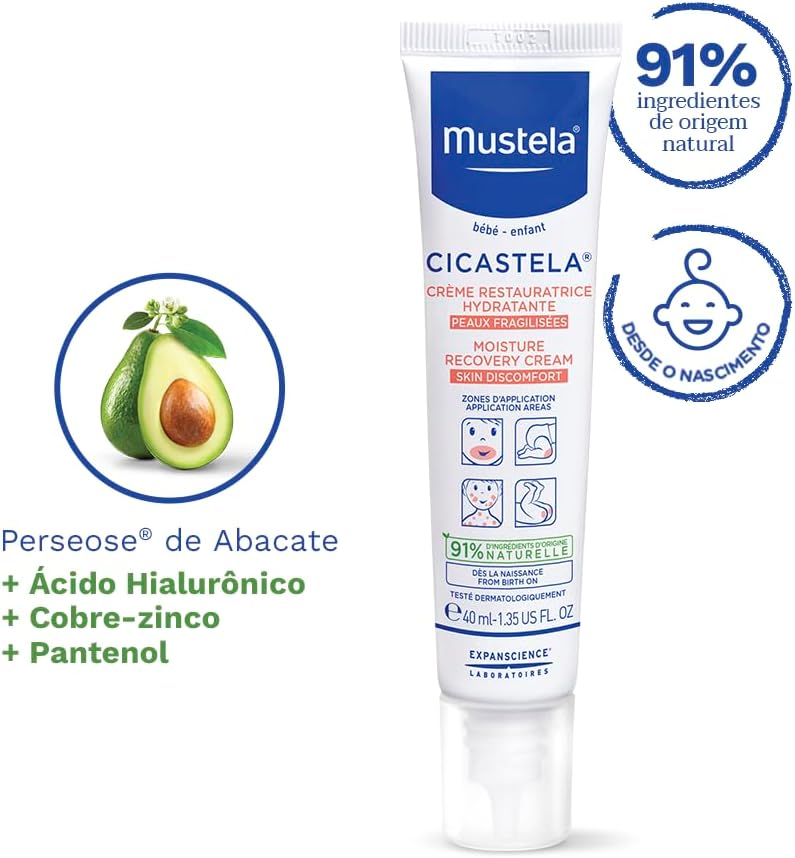 1002
Mustela®
bébé - enfant
CICASTELA®
CRÈME RESTAURATRICE
HYDRATANTE
PEAUX FRAGILISÉES
MOISTURE
RECOVERY CREAM
SKIN DISCOMFORT
ZONES D'APPLICATION
APPLICATION AREAS
91% D'INGRÉDIENTS D'ORIGINE
NATURELLE
DÈS LA NAISSANCE
FROM BIRTH ON
TESTÉ DERMATOLOGIQUEMENT
e 40 ml-1.35 US FL. OZ
EXPANSCIENCE®
LABORATOIRES
91%
ingredientes
de origem
natural
DESDE O NASCIMENTO
Perseose® de Abacate
+ Ácido Hialurônico
+ Cobre-zinco
+ Pantenol